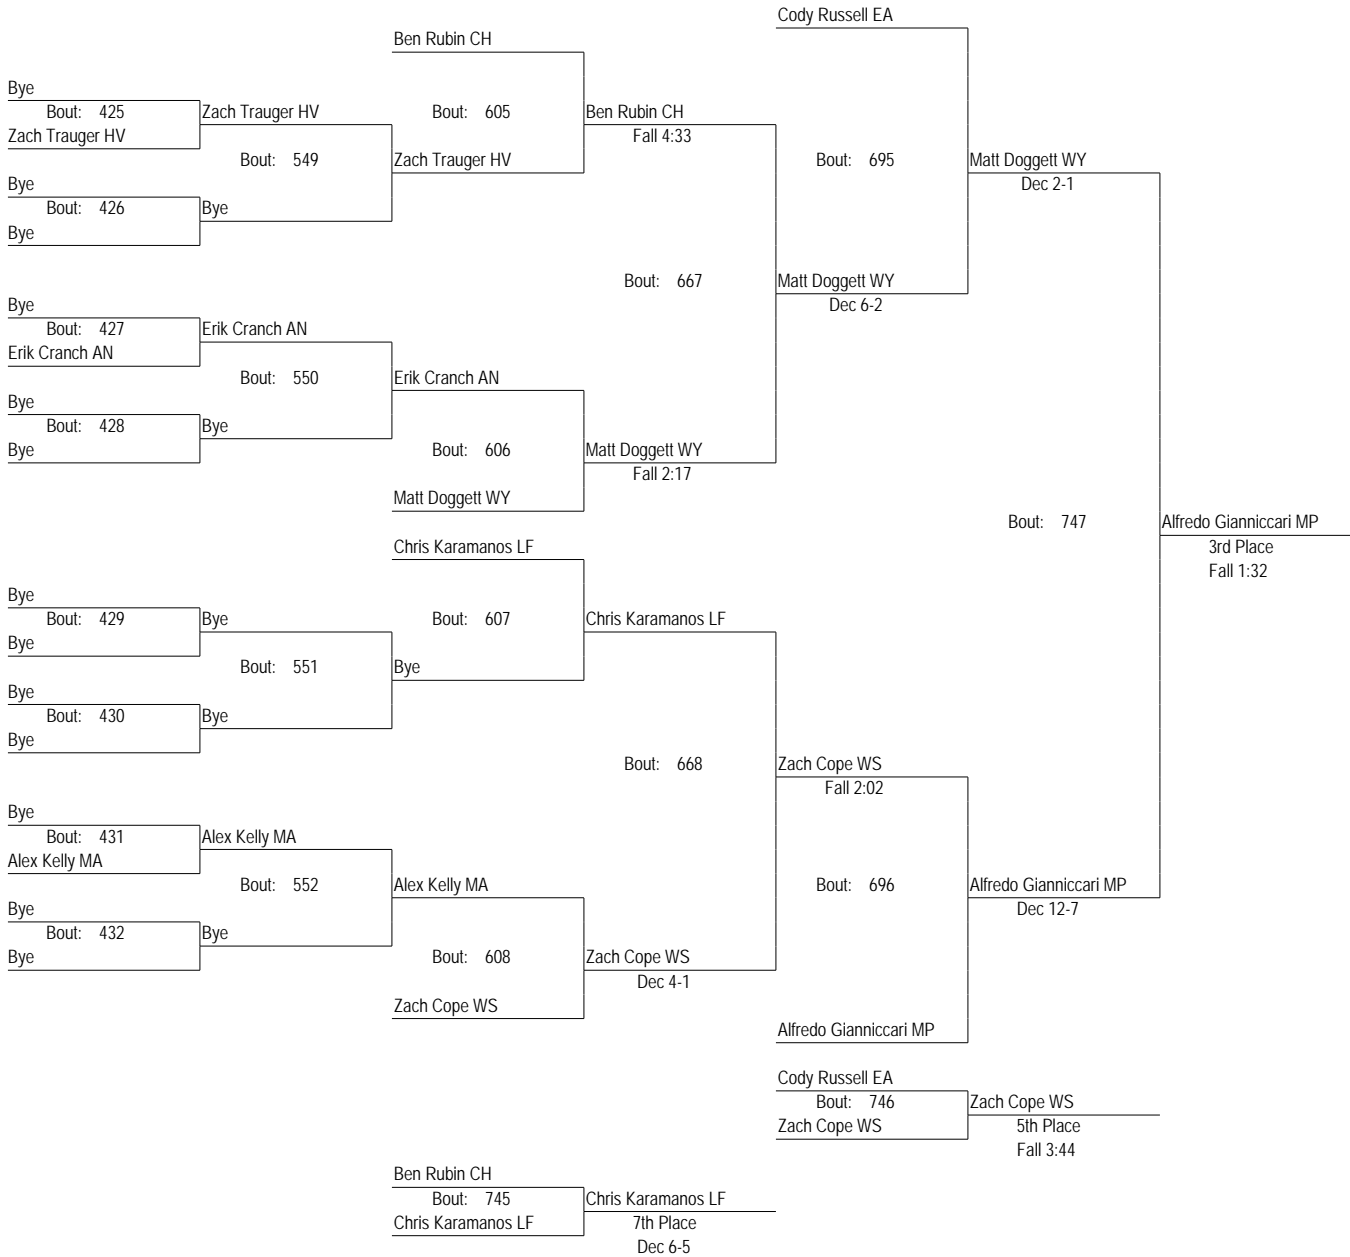 Cody Russell EA
Ben Rubin CH
Bye
Bout: 425
Zach Trauger HV
Bout: 605
Ben Rubin CH
Zach Trauger HV
Fall 4:33
Bout: 549
Zach Trauger HV
Bout: 695
Matt Doggett WY
Dec 2-1
Bye
Bout: 426
Bye
Bye
Bout: 667
Matt Doggett WY
Dec 6-2
Bye
Bout: 427
Erik Cranch AN
Erik Cranch AN
Bout: 550
Erik Cranch AN
Bye
Bout: 428
Bye
Bye
Bout: 606
Matt Doggett WY
Fall 2:17
Matt Doggett WY
Bout: 747
Alfredo Gianniccari MP
3rd Place
Fall 1:32
Chris Karamanos LF
Bye
Bout: 429
Bye
Bout: 607
Chris Karamanos LF
Bye
Bout: 551
Bye
Bye
Bout: 430
Bye
Bye
Bout: 668
Zach Cope WS
Fall 2:02
Bye
Bout: 431
Alex Kelly MA
Alex Kelly MA
Bout: 552
Alex Kelly MA
Bout: 696
Alfredo Gianniccari MP
Dec 12-7
Bye
Bout: 432
Bye
Bye
Bout: 608
Zach Cope WS
Dec 4-1
Zach Cope WS
Alfredo Gianniccari MP
Cody Russell EA
Bout: 746
Zach Cope WS
Zach Cope WS
5th Place
Fall 3:44
Ben Rubin CH
Bout: 745
Chris Karamanos LF
Chris Karamanos LF
7th Place
Dec 6-5